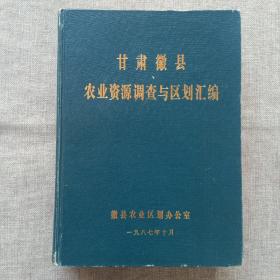 甘肃徽县
农业资源调查与区划汇编
徽县农业区划办公室
一九八七年十月